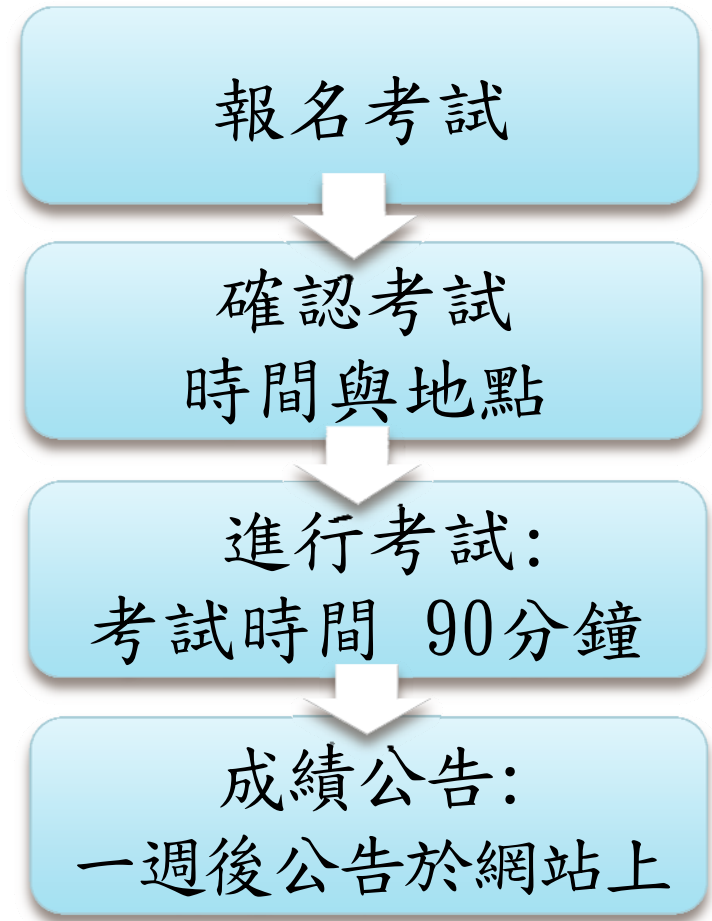 報名考試
確認考試
時間與地點
進行考試:
考試時間 90分鐘
成績公告:
一週後公告於網站上